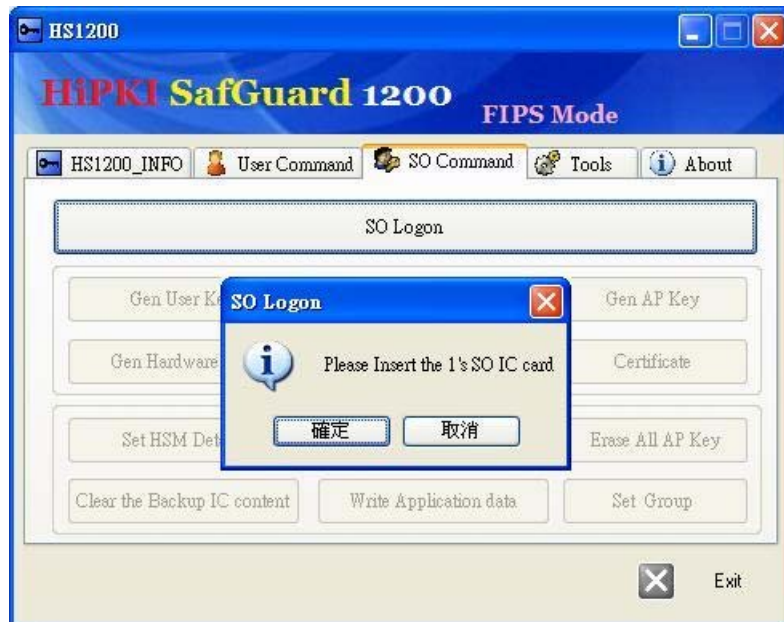 HS1200
HiPKI SafGuard 1200
FIPS Mode
HS1200_INFO
User Command
SO Command
Tools
About
SO Logon
Gen User
Gen AP Key
SO Logon
Please Insert the 1's SO IC card
確定
取消
Gen Hardware
Certificate
Set HSM
Erase All AP Key
Clear the Backup IC content
Write Application data
Set Group
Exit